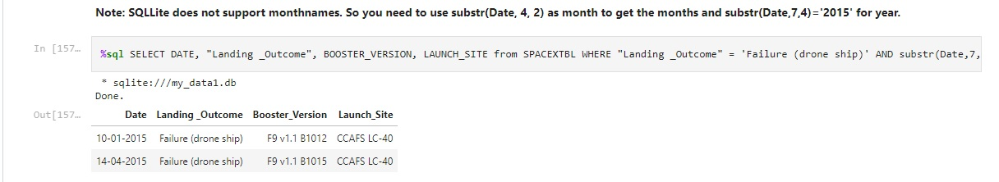 Note: SQLLite does not support monthnames. So you need to use substr(Date, 4, 2) as month to get the months and substr(Date,7,4)='2015' for year.
In [157…
%sql SELECT DATE, "Landing _Outcome", BOOSTER_VERSION, LAUNCH_SITE from SPACEXTBL WHERE "Landing _Outcome" = 'Failure (drone ship)' AND substr(Date,7,
* sqlite:///my_data1.db
Done.
Out[157…
Date Landing _Outcome Booster_Version Launch_Site
10-01-2015 Failure (drone ship) F9 v1.1 B1012 CCAFS LC-40
14-04-2015 Failure (drone ship) F9 v1.1 B1015 CCAFS LC-40